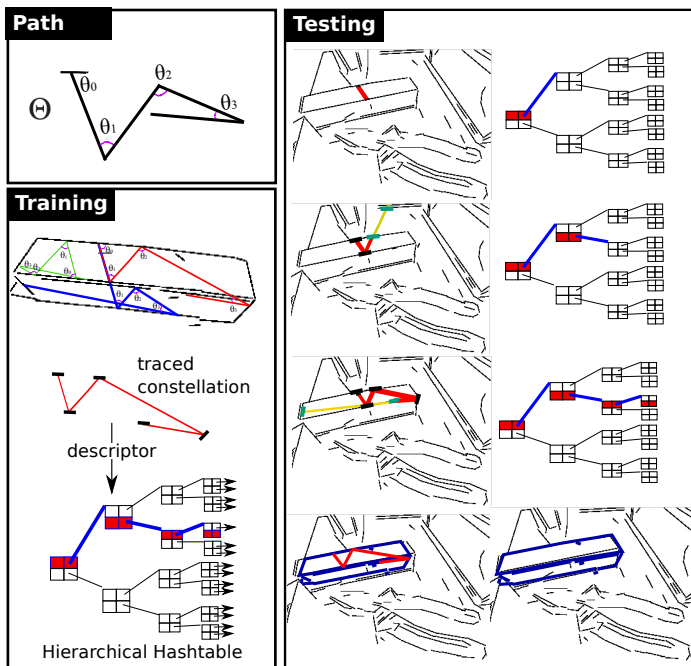 Path
Θ
θ0
θ1
θ2
θ3
Training
traced
constellation
descriptor
Hierarchical Hashtable
Testing